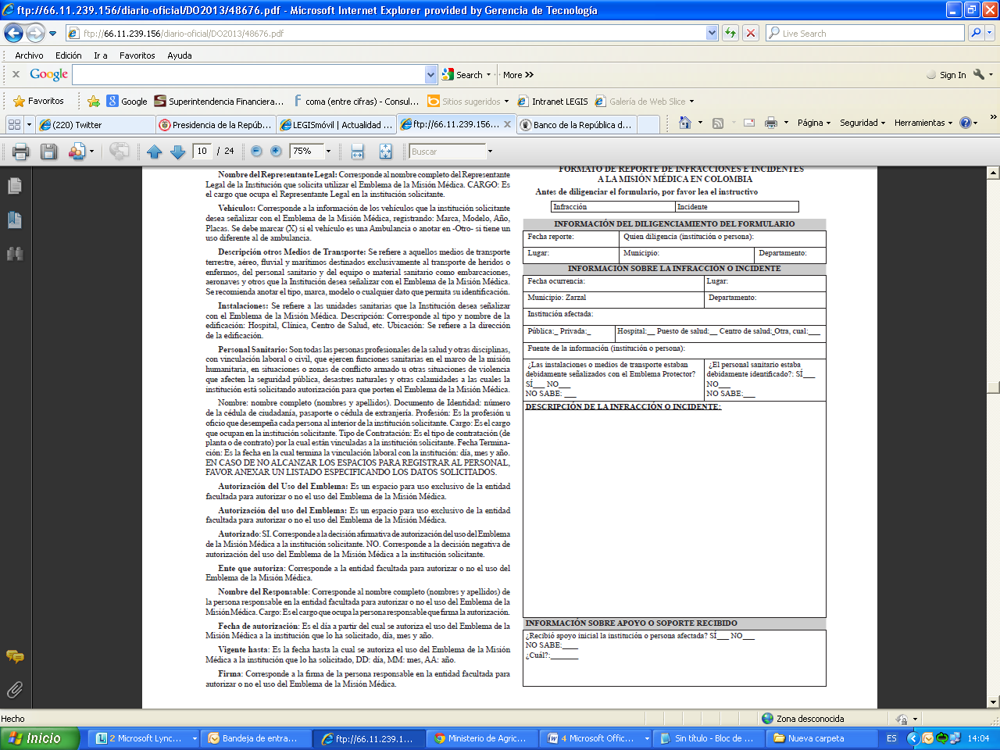 ftp://66.11.239.156/diario-oficial/DO2013/48676.pdf - Microsoft Internet Explorer provided by Gerencia de Tecnología
ftp://66.11.239.156/diario-oficial/DO2013/48676.pdf
Live Search
Archivo Edición Ir a Favoritos Ayuda
x Google Search More >> Sign In
Favoritos Google Superintendencia Financiera... coma (entre cifras) - Consul... Sitios sugeridos Intranet LEGIS Galería de Web Slice
(220) Twitter Presidencia de la Repúb... LEGISmóvil | Actualidad ... ftp://66.11.239.156... x Banco de la República d... Página Seguridad Herramientas
10 / 24 75% Buscar
Nombre del Representante Legal: Corresponde al nombre completo del Representante
Legal de la Institución que solicita utilizar el Emblema de la Misión Médica. CARGO: Es
el cargo que ocupa el Representante Legal en la institución solicitante.
Vehículos: Corresponde a la información de los vehículos que la institución solicitante
desea señalizar con el Emblema de la Misión Médica, registrando: Marca, Modelo, Año,
Placas. Se debe marcar (X) si el vehículo es una Ambulancia o anotar en -Otro- si tiene un
uso diferente al de ambulancia.
Descripción otros Medios de Transporte: Se refiere a aquellos medios de transporte
terrestre, aéreo, fluvial y marítimos destinados exclusivamente al transporte de heridos o
enfermos, del personal sanitario y del equipo o material sanitario como embarcaciones,
aeronaves y otros que la Institución desea señalizar con el Emblema de la Misión Médica.
Se recomienda anotar el tipo, marca, modelo o cualquier dato que permita su identificación.
Instalaciones: Se refiere a las unidades sanitarias que la Institución desea señalizar
con el Emblema de la Misión Médica. Descripción: Corresponde al tipo y nombre de la
edificación: Hospital, Clínica, Centro de Salud, etc. Ubicación: Se refiere a la dirección
de la edificación.
Personal Sanitario: Son todas las personas profesionales de la salud y otras disciplinas,
con vinculación laboral o civil, que ejercen funciones sanitarias en el marco de la misión
humanitaria, en situaciones o zonas de conflicto armado u otras situaciones de violencia
que afecten la seguridad pública, desastres naturales y otras calamidades a las cuales la
institución está solicitando autorización para que porten el Emblema de la Misión Médica.
Nombre: nombre completo (nombres y apellidos). Documento de Identidad: número
de la cédula de ciudadanía, pasaporte o cédula de extranjería. Profesión: Es la profesión u
oficio que desempeña cada persona al interior de la institución solicitante. Cargo: Es el cargo
que ocupan en la institución solicitante. Tipo de Contratación: Es el tipo de contratación (de
planta o de contrato) por la cual están vinculadas a la institución solicitante. Fecha Termina-
ción: Es la fecha en la cual termina la vinculación laboral con la institución: día, mes y año.
EN CASO DE NO ALCANZAR LOS ESPACIOS PARA REGISTRAR AL PERSONAL,
FAVOR ANEXAR UN LISTADO ESPECIFICANDO LOS DATOS SOLICITADOS.
Autorización del Uso del Emblema: Es un espacio para uso exclusivo de la entidad
facultada para autorizar o no el uso del Emblema de la Misión Médica.
Autorización del uso del Emblema: Es un espacio para uso exclusivo de la entidad
facultada para autorizar o no el uso del Emblema de la Misión Médica.
Autorizado: SI. Corresponde a la decisión afirmativa de autorización del uso del Emblema
de la Misión Médica a la institución solicitante. NO. Corresponde a la decisión negativa de
autorización del uso del Emblema de la Misión Médica a la institución solicitante.
Ente que autoriza: Corresponde a la entidad facultada para autorizar o no el uso del
Emblema de la Misión Médica.
Nombre del Responsable: Corresponde al nombre completo (nombres y apellidos) de
la persona responsable en la entidad facultada para autorizar o no el uso del Emblema de la
Misión Médica. Cargo: Es el cargo que ocupa la persona responsable que firma la autorización.
Fecha de autorización: Es el día a partir del cual se autoriza el uso del Emblema de la
Misión Médica a la institución que lo ha solicitado, día, mes y año.
Vigente hasta: Es la fecha hasta la cual se autoriza el uso del Emblema de la Misión
Médica a la institución que lo ha solicitado, DD: día, MM: mes, AA: año.
Firma: Corresponde a la firma de la persona responsable en la entidad facultada para
autorizar o no el uso del Emblema de la Misión Médica.
FORMATO DE REPORTE DE INFRACCIONES E INCIDENTES
A LA MISIÓN MÉDICA EN COLOMBIA
Antes de diligenciar el formulario, por favor lea el instructivo
Infracción Incidente
INFORMACIÓN DEL DILIGENCIAMIENTO DEL FORMULARIO
Fecha reporte: Quien diligencia (institución o persona):
Lugar: Municipio: Departamento:
INFORMACIÓN SOBRE LA INFRACCIÓN O INCIDENTE
Fecha ocurrencia: Lugar:
Municipio: Zarzal Departamento:
Institución afectada:
Pública:_ Privada:_ Hospital:__ Puesto de salud:__ Centro de salud:_Otra, cual:___
Fuente de la información (institución o persona):
¿Las instalaciones o medios de transporte estaban
debidamente señalizados con el Emblema Protector?
SÍ___ NO___
NO SABE: ___
¿El personal sanitario estaba
debidamente identificado?: SÍ___
NO___
NO SABE:___
DESCRIPCIÓN DE LA INFRACCIÓN O INCIDENTE:
INFORMACIÓN SOBRE APOYO O SOPORTE RECIBIDO
¿Recibió apoyo inicial la institución o persona afectada? SÍ___ NO___
NO SABE:____
¿Cuál?:_______
Hecho Zona desconocida
Inicio 2 Microsoft Lync... Bandeja de entra... ftp://66.11.239.1... Ministerio de Agric... 4 Microsoft Offic... Sin título - Bloc de ... Nueva carpeta ES 14:04